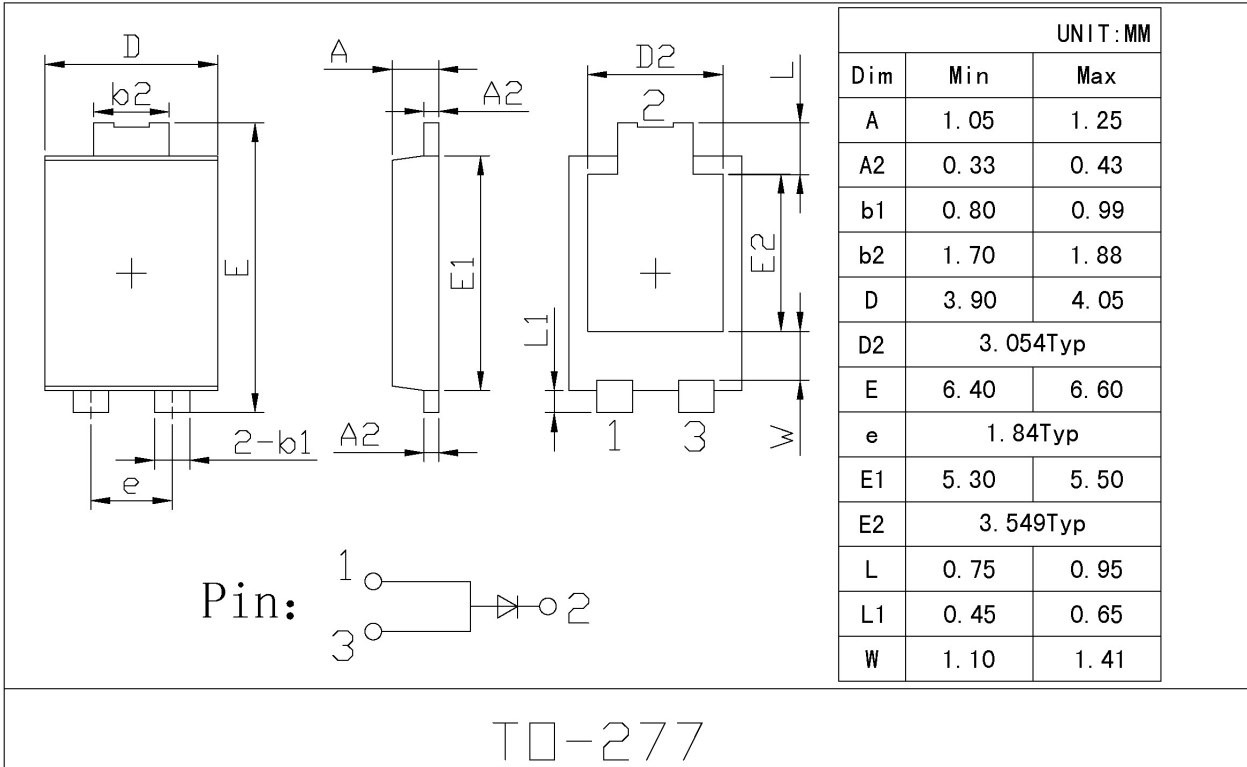 D
b2
E
2-b1
e
A
A2
E1
L1
A2
D2
L
2
E2
W
1 3
UNIT:MM
Dim Min Max
A 1.05 1.25
A2 0.33 0.43
b1 0.80 0.99
b2 1.70 1.88
D 3.90 4.05
D2 3.054Typ
E 6.40 6.60
e 1.84Typ
E1 5.30 5.50
E2 3.549Typ
L 0.75 0.95
L1 0.45 0.65
W 1.10 1.41
Pin:
1
2
3
TO-277